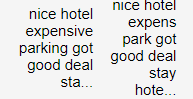 nice hotel
expensive
parking got
good deal
sta...
nice hotel
expens
park got
good deal
stay
hote...